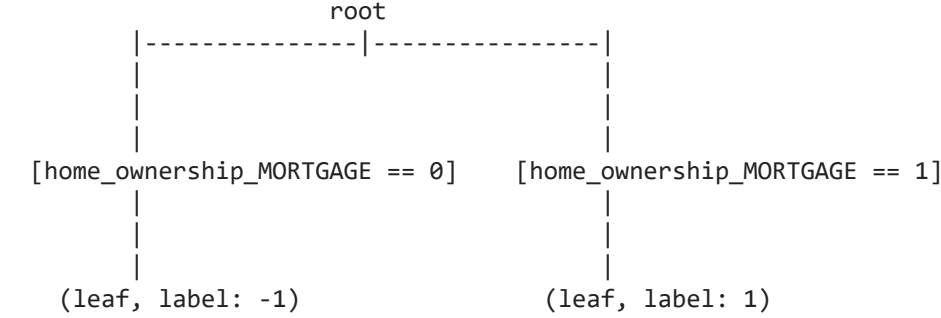 root
|---------------|----------------|
[home_ownership_MORTGAGE == 0] [home_ownership_MORTGAGE == 1]
(leaf, label: -1) (leaf, label: 1)